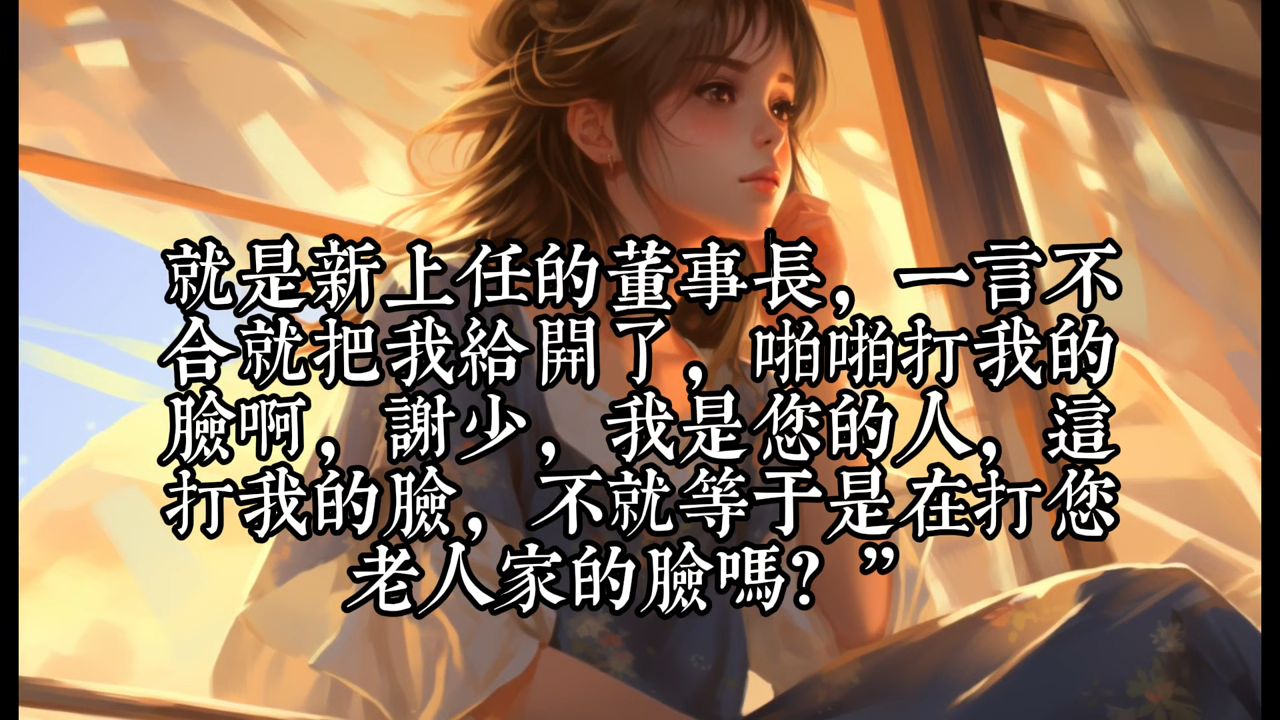 就是新上任的董事長，一言不
合就把我給開了，啪啪打我的
臉啊，謝少，我是您的人，這
打我的臉，不就等于是在打您
老人家的臉嗎？”